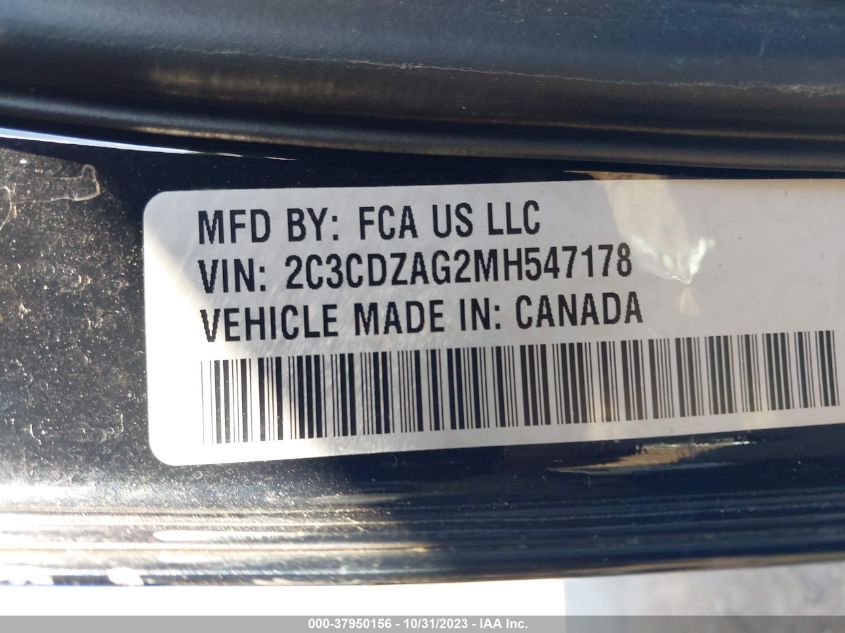 MFD BY: FCA US LLC
VIN: 2C3CDZAG2MH547178
VEHICLE MADE IN: CANADA
000-37950156 - 10/31/2023 - IAA Inc.